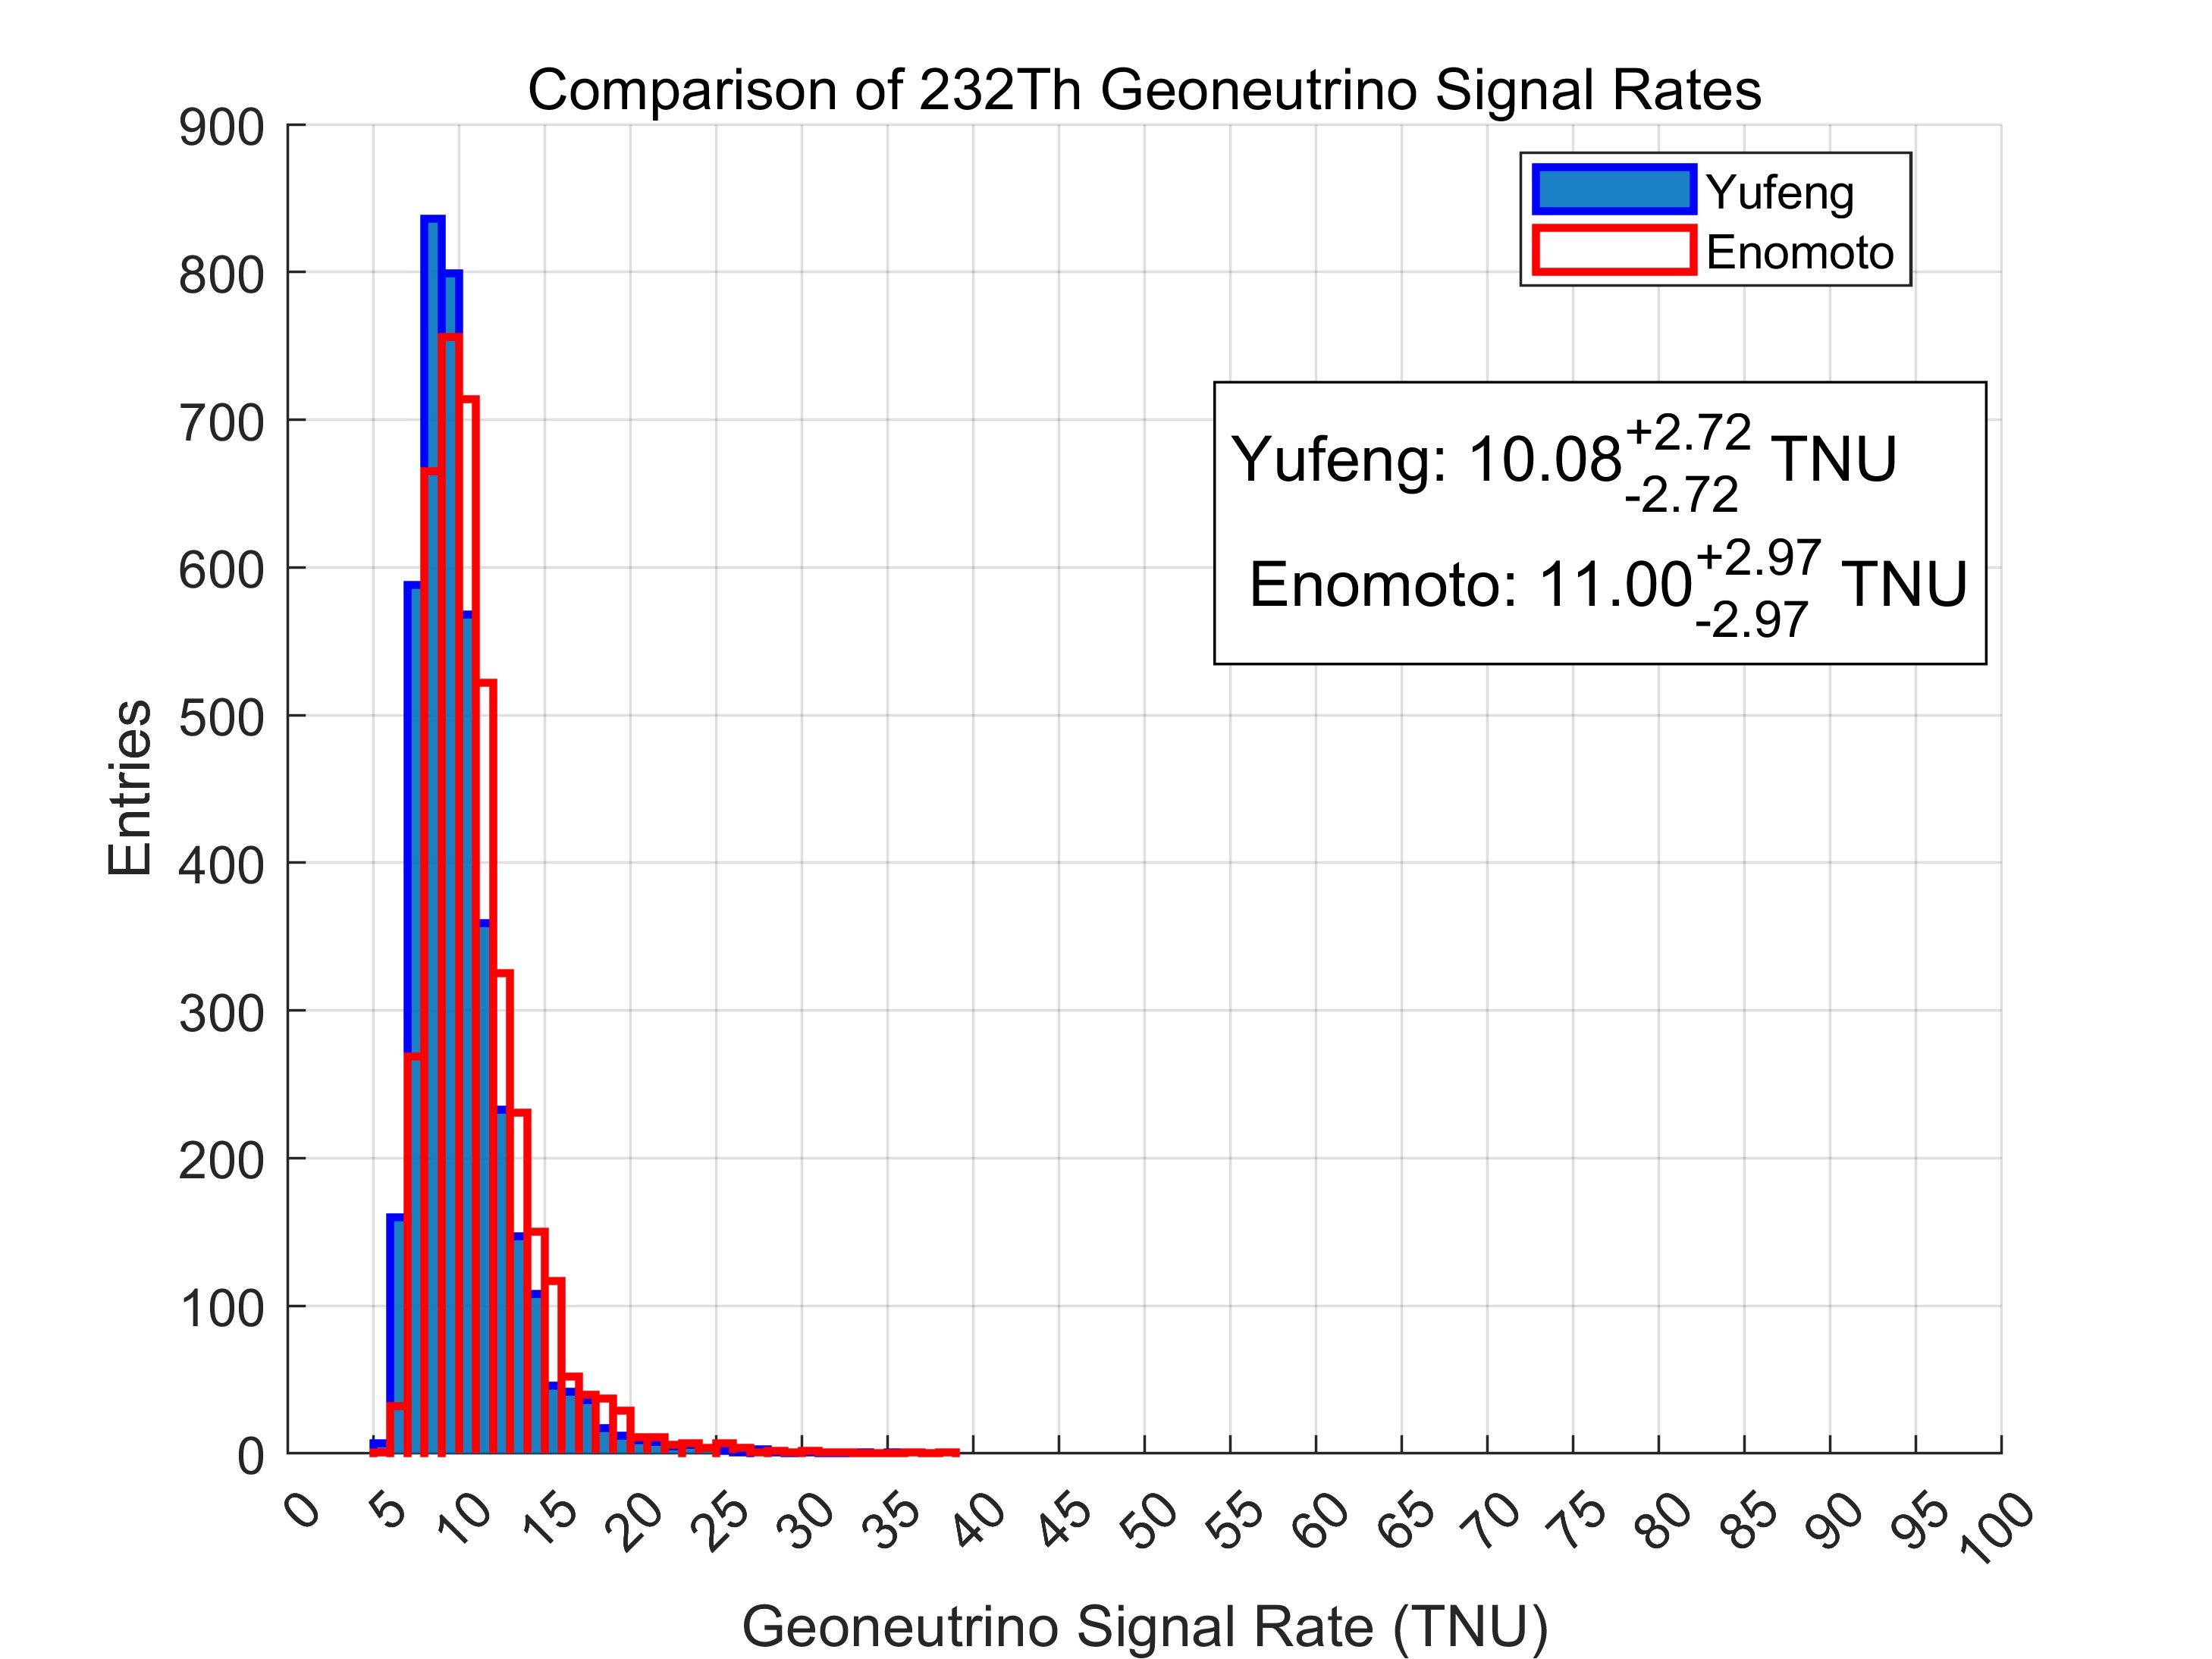 Comparison of 232Th Geoneutrino Signal Rates
900
800
700
600
500
400
300
200
100
0
Entries
Yufeng
Enomoto
Yufeng: 10.08+2.72 -2.72 TNU
Enomoto: 11.00+2.97 -2.97 TNU
0 5 10 15 20 25 30 35 40 45 50 55 60 65 70 75 80 85 90 95 100
Geoneutrino Signal Rate (TNU)